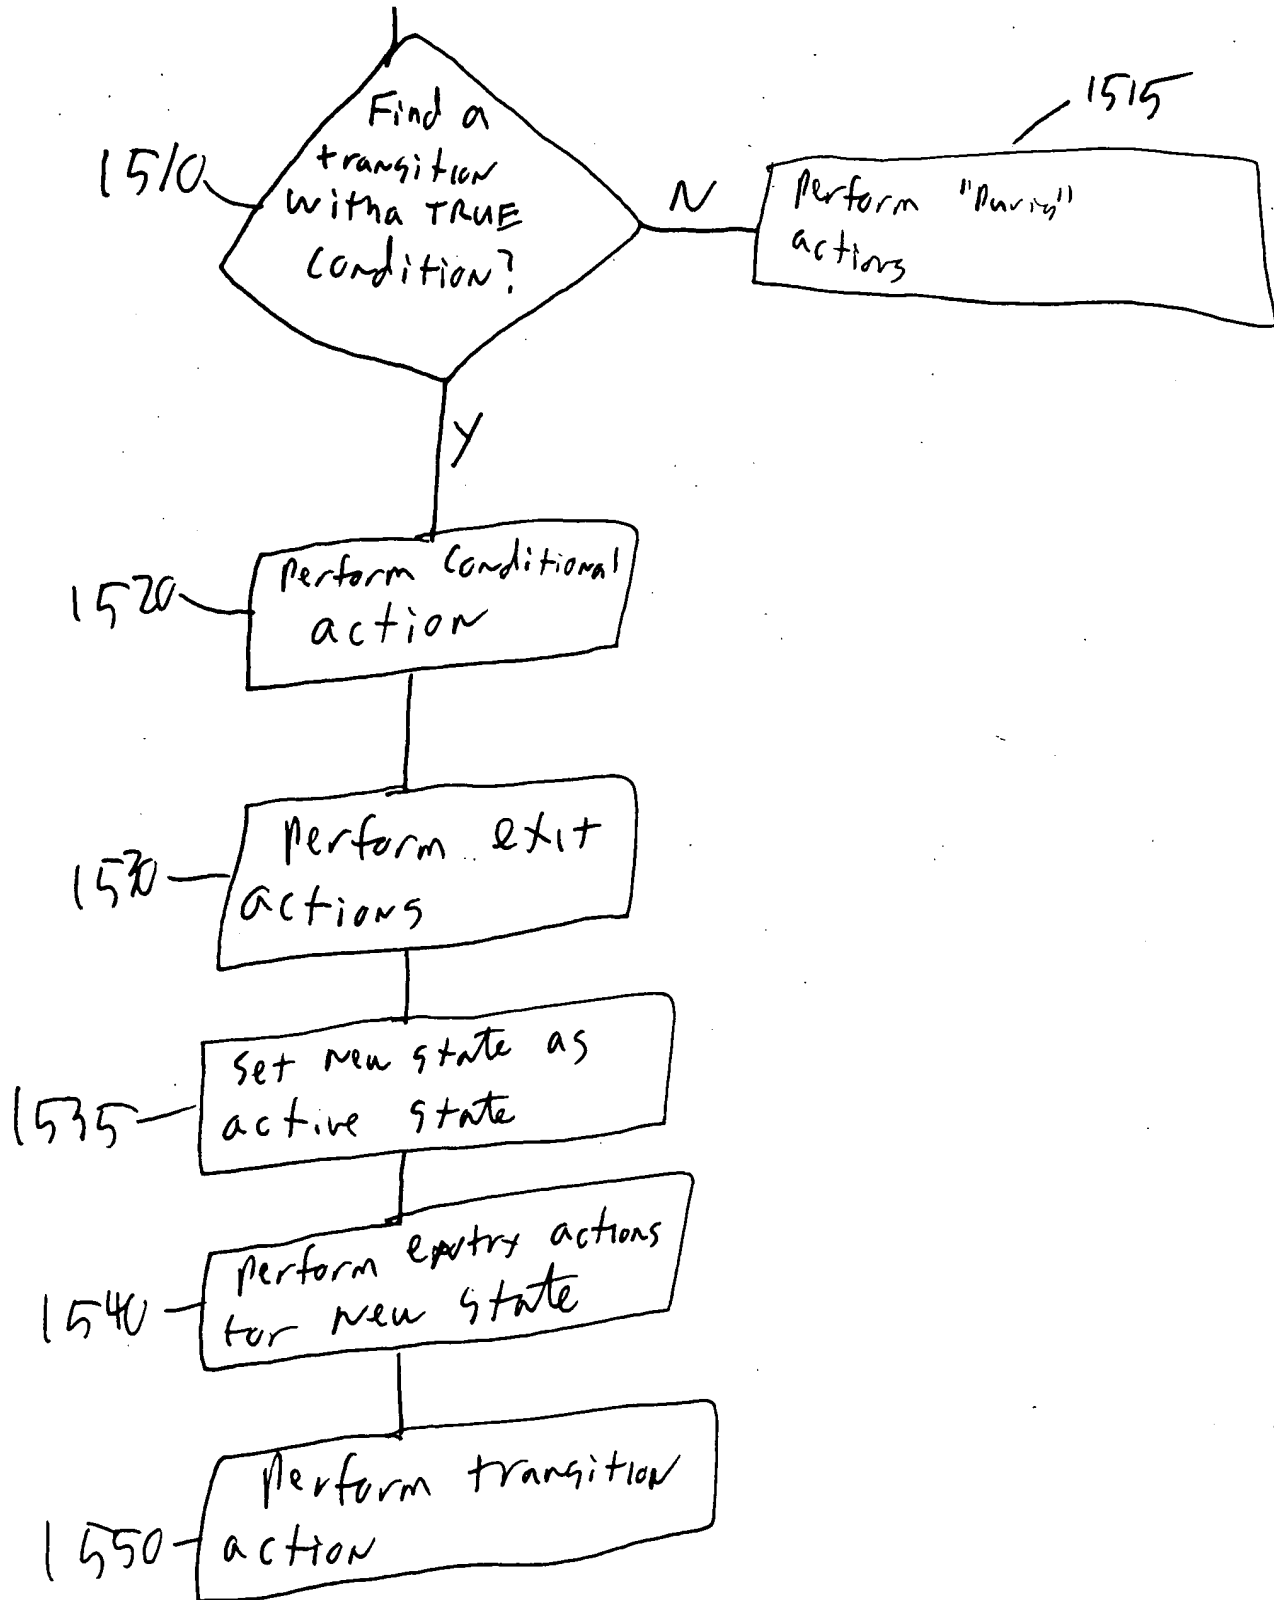 1510
Find a
transition
with a TRUE
condition?
N
1515
Perform "During"
actions
Y
1520
Perform conditional
action
1530
Perform exit
actions
1535
Set new state as
active state
1540
Perform entry actions
for new state
1550
Perform transition
action